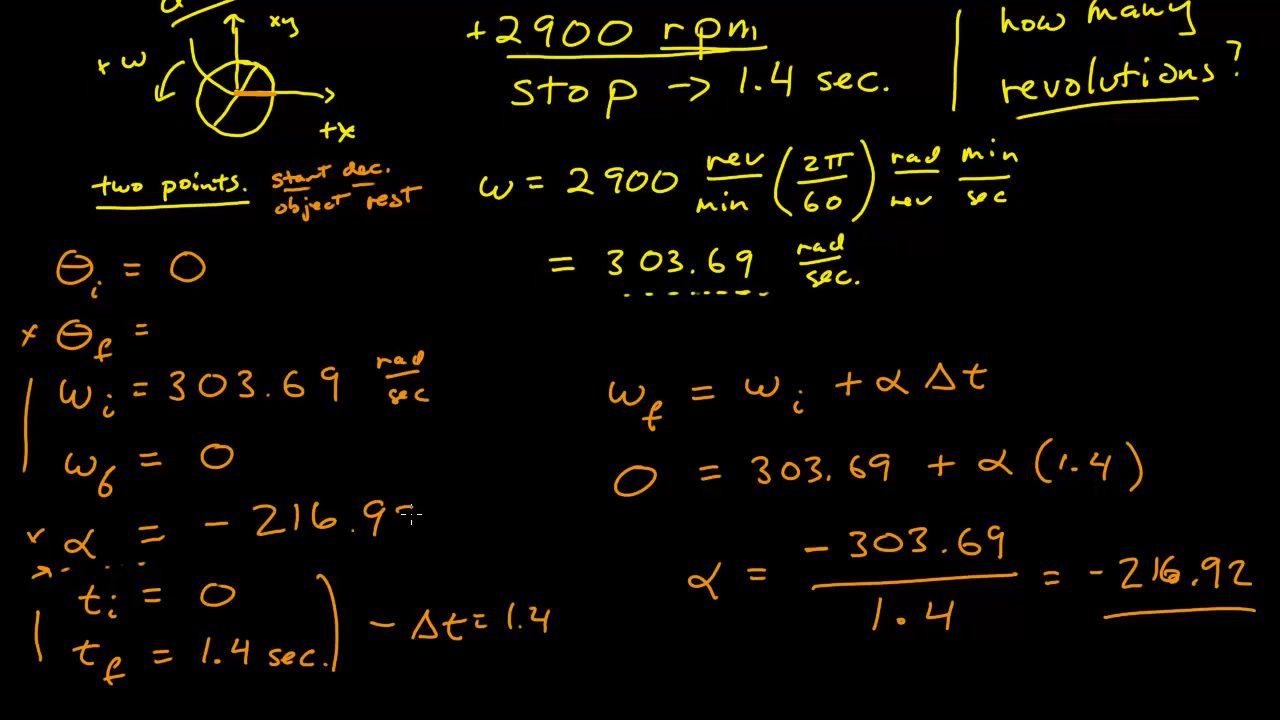 xy
+ω
+x
+2900 rpm
stop → 1.4 sec.
how many
revolutions?
two points.
start dec.
object rest
ω = 2900 rev/min (2π/60) rad/rev min/sec
= 303.69 rad/sec.
θi = 0
× θf =
ωi = 303.69 rad/sec
ω6 = 0
× α = - 216.9
ti = 0
tf = 1.4 sec.
- Δt = 1.4
ωf = ωi + α Δt
0 = 303.69 + α (1.4)
α = -303.69/1.4 = -216.92